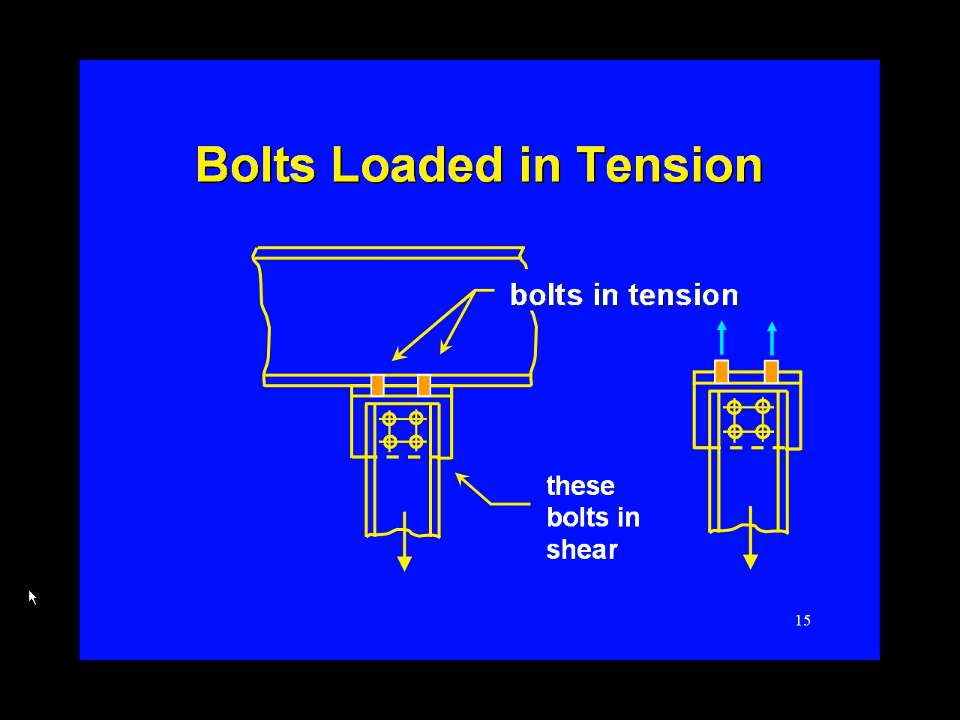 Bolts Loaded in Tension
bolts in tension
these
bolts in
shear
15